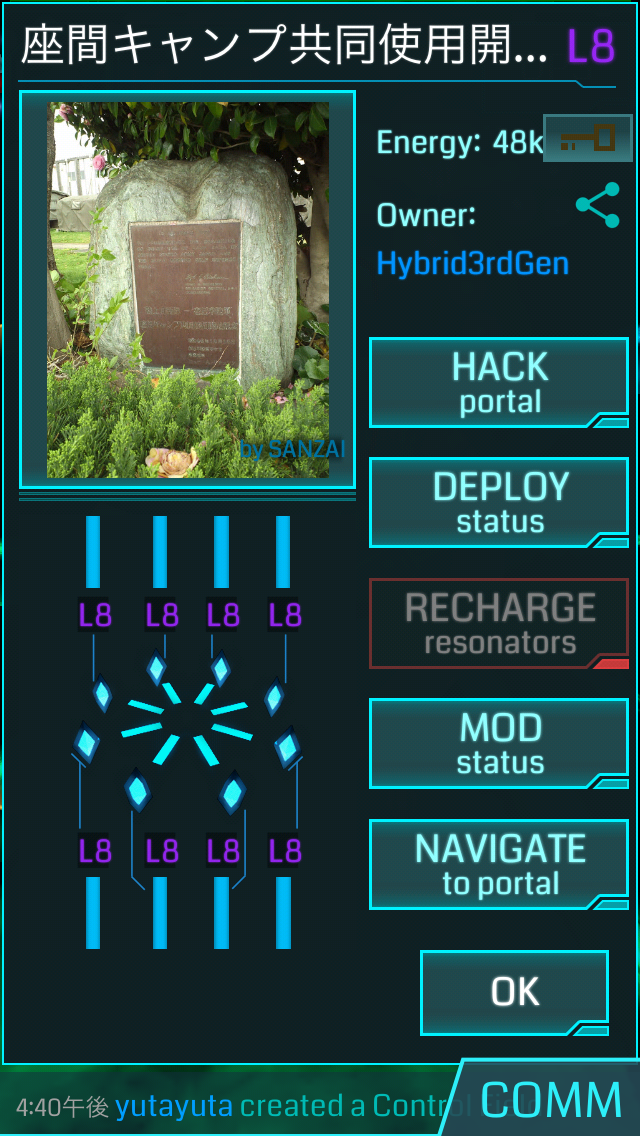 座間キャンプ共同使用開... L8
Energy: 48k
Owner:
Hybrid3rdGen
by SANZAI
HACK
portal
DEPLOY
status
RECHARGE
resonators
MOD
status
NAVIGATE
to portal
L8 L8 L8 L8
L8 L8 L8 L8
OK
4:40午後 yutayuta created a Control Field
COMM